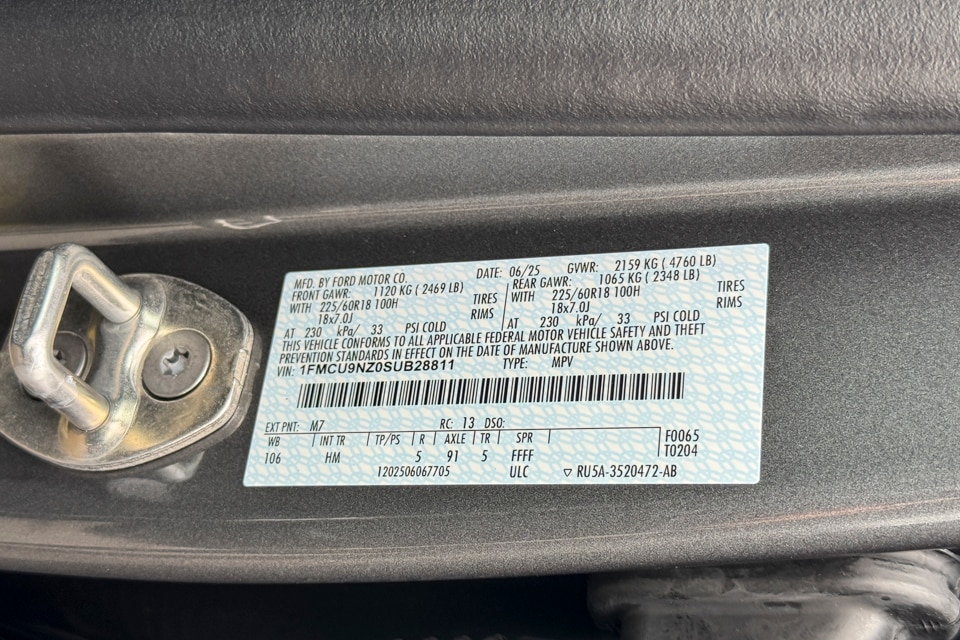 MFD. BY FORD MOTOR CO. DATE: 06/25 GVWR: 2159 KG ( 4760 LB)
FRONT GAWR: 1120 KG ( 2469 LB) REAR GAWR: 1065 KG ( 2348 LB)
WITH 225/60R18 100H TIRES WITH 225/60R18 100H TIRES
18x7.0J RIMS 18x7.0J RIMS
AT 230 kPa/ 33 PSI COLD AT 230 kPa/ 33 PSI COLD
THIS VEHICLE CONFORMS TO ALL APPLICABLE FEDERAL MOTOR VEHICLE SAFETY AND THEFT
PREVENTION STANDARDS IN EFFECT ON THE DATE OF MANUFACTURE SHOWN ABOVE.
VIN: 1FMCU9NZ0SUB28811 TYPE: MPV
EXT PNT: M7 RC: 13 DSO:
WB INT TR TP/PS R AXLE TR SPR F0065
106 HM 5 91 5 FFFF T0204
1202506067705 ULC RU5A-3520472-AB